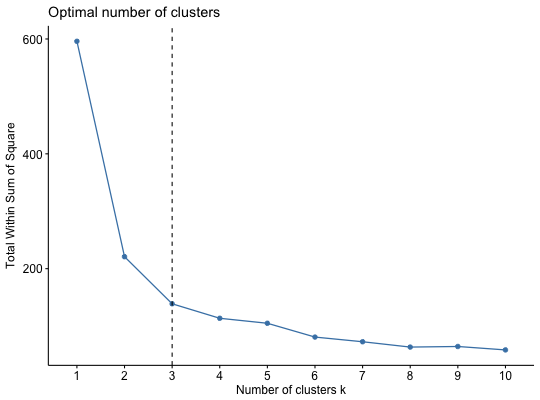 Optimal number of clusters
600
400
200
Total Within Sum of Square
1 2 3 4 5 6 7 8 9 10
Number of clusters k